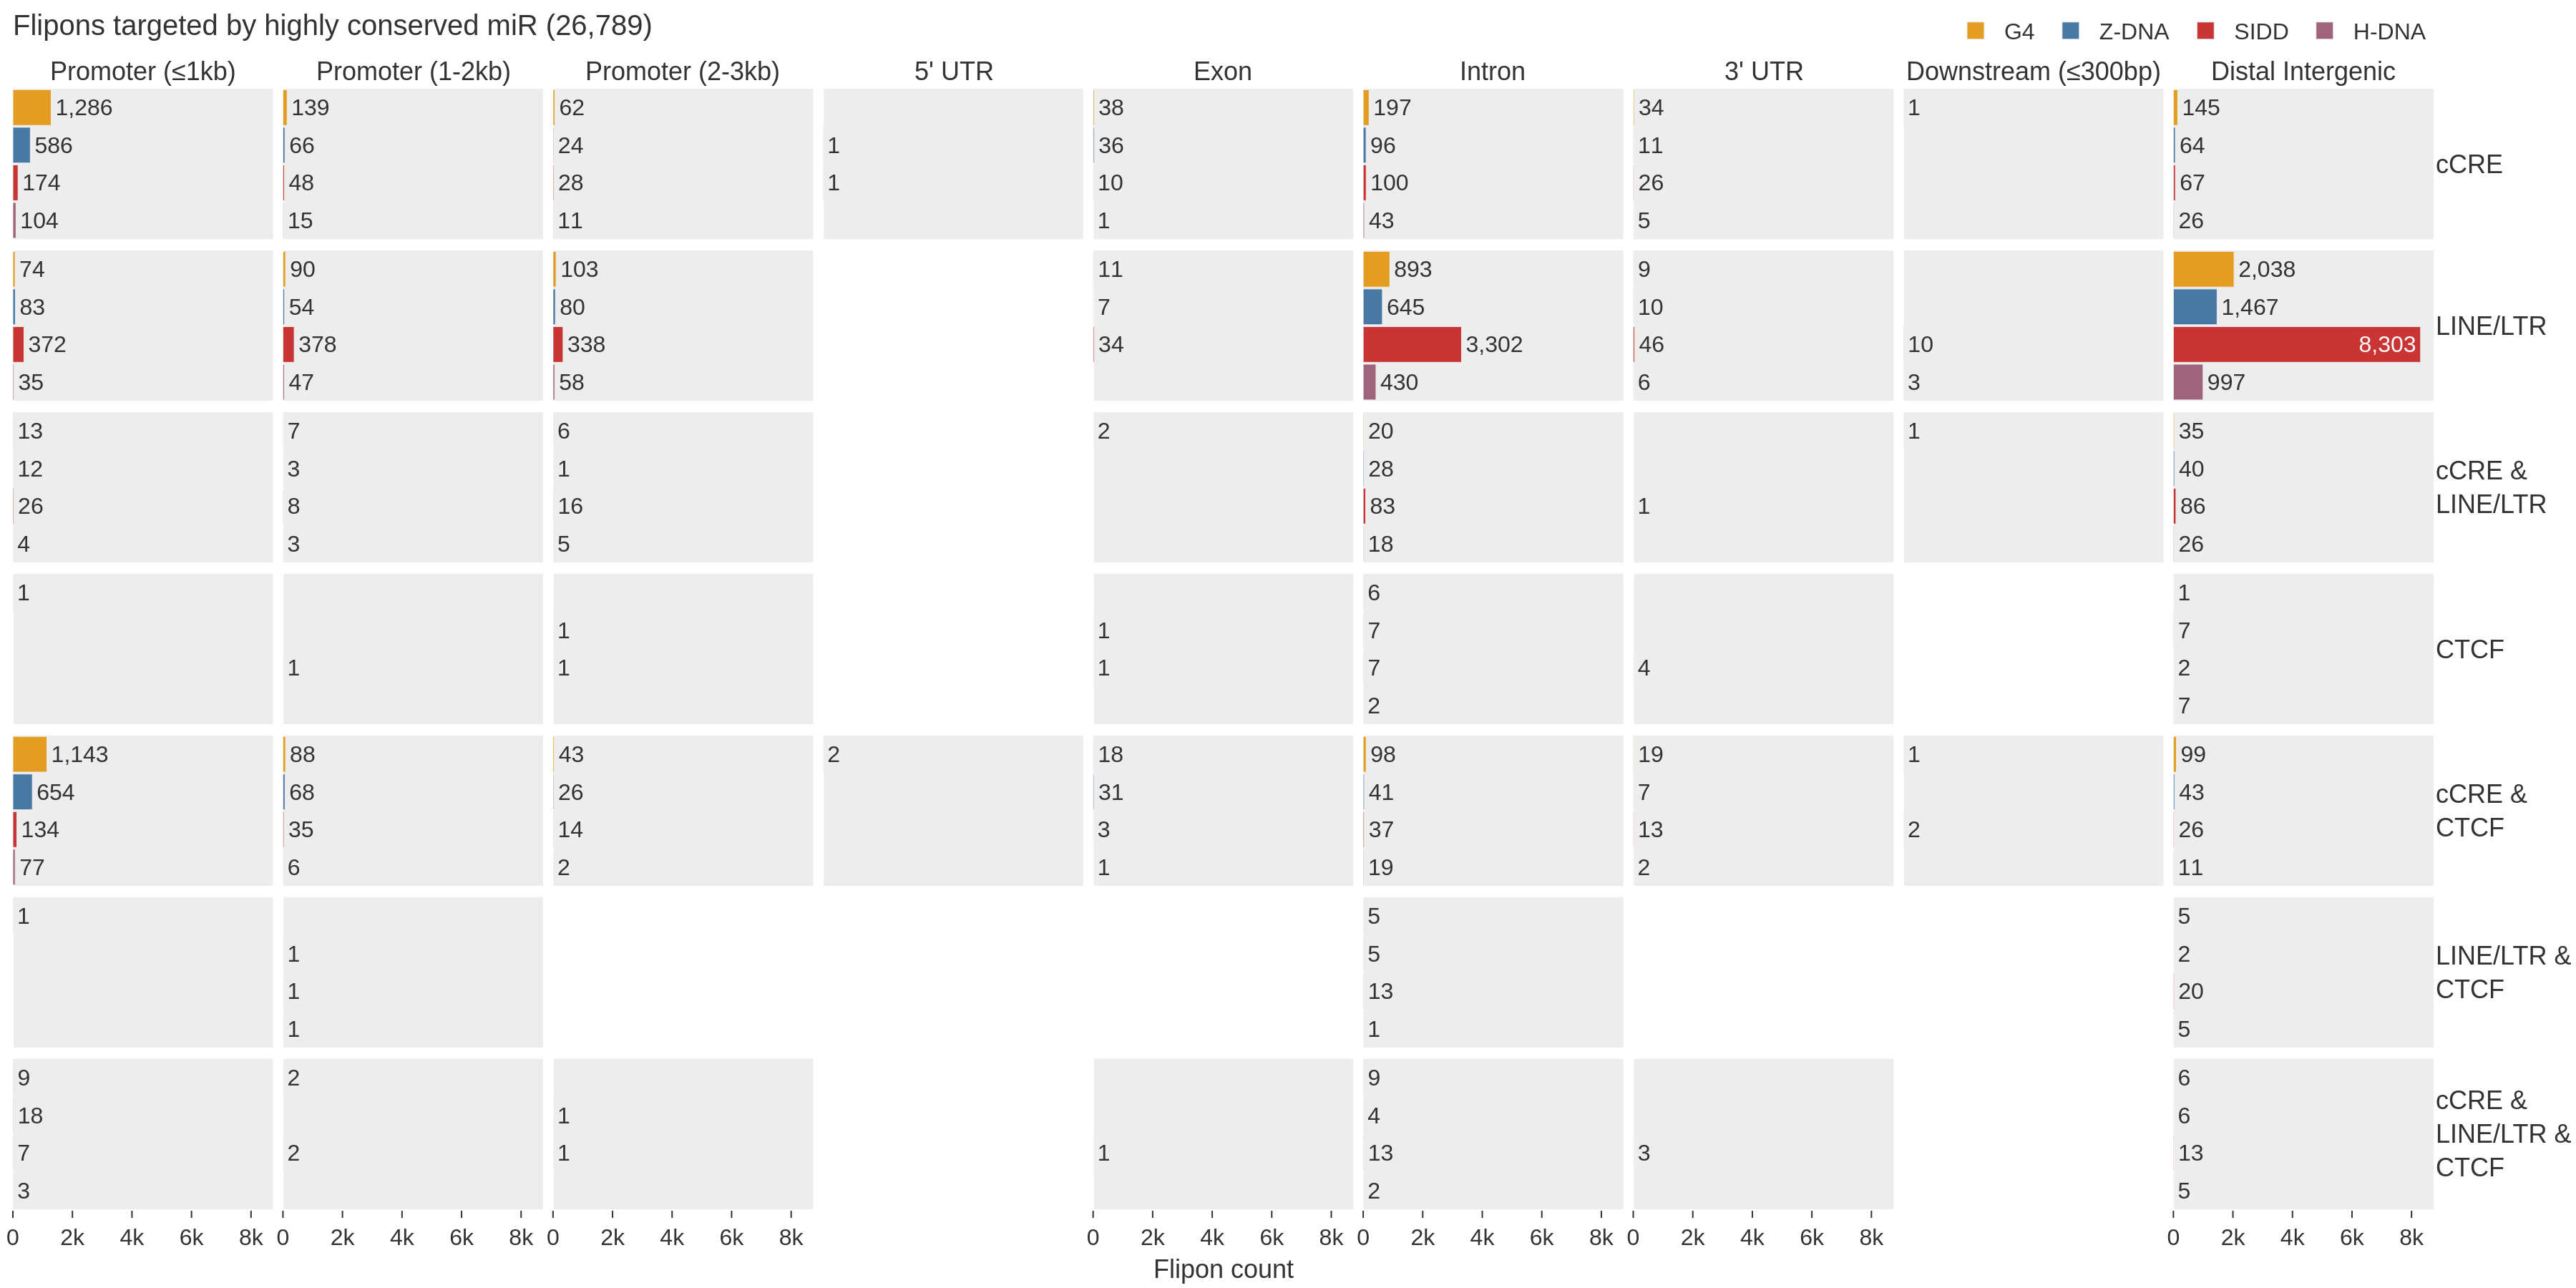 Flipons targeted by highly conserved miR (26,789)
G4 Z-DNA SIDD H-DNA
Promoter (≤1kb) Promoter (1-2kb) Promoter (2-3kb) 5' UTR Exon Intron 3' UTR Downstream (≤300bp) Distal Intergenic
1,286 139 62 38 197 34 1 145
586 66 24 1 36 96 11 64
cCRE
174 48 28 1 10 100 26 67
104 15 11 1 43 5 26
74 90 103 11 893 9 2,038
83 54 80 7 645 10 1,467
LINE/LTR
372 378 338 34 3,302 46 10 8,303
35 47 58 430 6 3 997
13 7 6 2 20 1 35
12 3 1 28 40
cCRE &
LINE/LTR
26 8 16 83 1 86
4 3 5 18 26
1 6 1
1 1 7 7
CTCF
1 1 1 7 4 2
2 7
1,143 88 43 2 18 98 19 1 99
654 68 26 31 41 7 43
cCRE &
CTCF
134 35 14 3 37 13 2 26
77 6 2 1 19 2 11
1 5 5
1 5 2
LINE/LTR &
CTCF
1 13 20
1 1 5
9 2 9 6
18 1 4 6
cCRE &
LINE/LTR &
CTCF
7 2 1 1 13 3 13
3 2 5
0 2k 4k 6k 8k 0 2k 4k 6k 8k 0 2k 4k 6k 8k 0 2k 4k 6k 8k 0 2k 4k 6k 8k 0 2k 4k 6k 8k 0 2k 4k 6k 8k
Flipon count